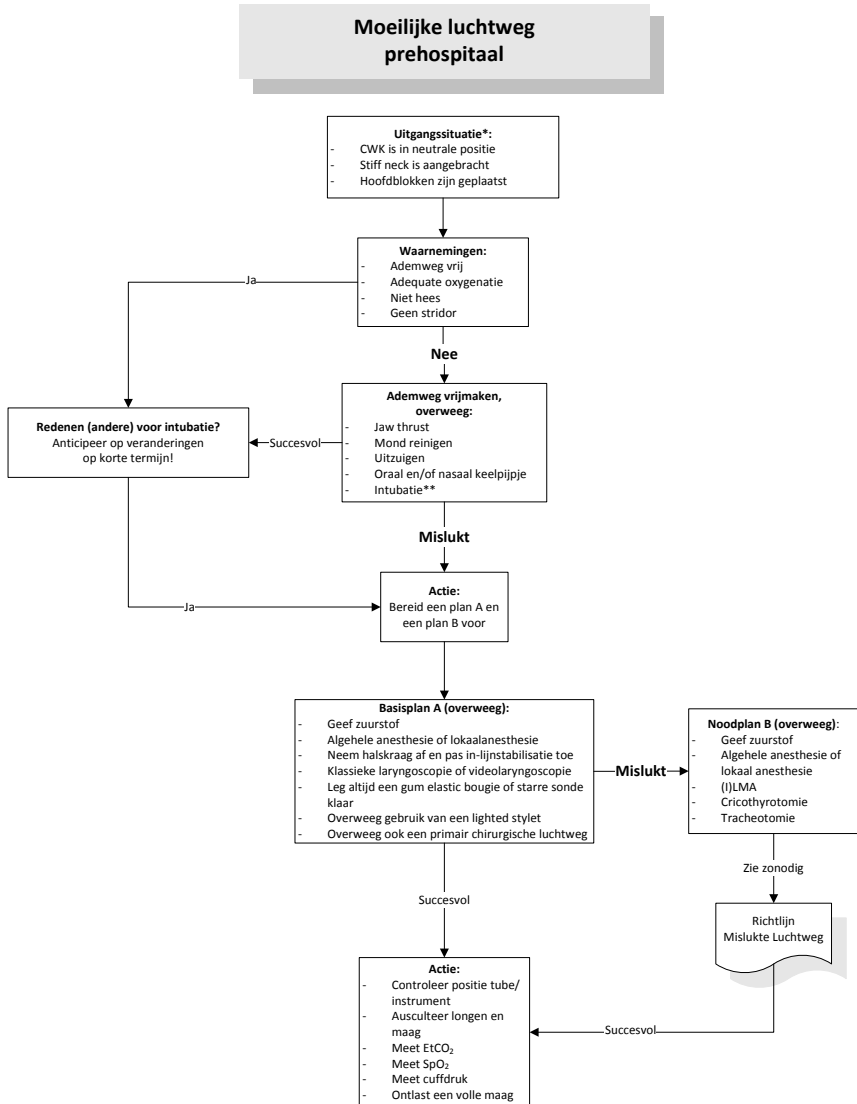 Moeilijke luchtweg
prehospitaal
Uitgangssituatie*:
- CWK is in neutrale positie
- Stiff neck is aangebracht
- Hoofdblokken zijn geplaatst
Waarnemingen:
- Ademweg vrij
- Adequate oxygenatie
- Niet hees
- Geen stridor
Ja
Nee
Ademweg vrijmaken,
overweeg:
- Jaw thrust
- Mond reinigen
- Uitzuigen
- Oraal en/of nasaal keelpijpje
- Intubatie**
Succesvol
Redenen (andere) voor intubatie?
Anticipeer op veranderingen
op korte termijn!
Mislukt
Ja
Actie:
Bereid een plan A en
een plan B voor
Basisplan A (overweeg):
- Geef zuurstof
- Algehele anesthesie of lokaalanesthesie
- Neem halskraag af en pas in-lijnstabilisatie toe
- Klassieke laryngoscopie of videolaryngoscopie
- Leg altijd een gum elastic bougie of starre sonde
klaar
- Overweeg gebruik van een lighted stylet
- Overweeg ook een primair chirurgische luchtweg
Mislukt
Noodplan B (overweeg):
- Geef zuurstof
- Algehele anesthesie of
lokaal anesthesie
- (I)LMA
- Cricothyrotomie
- Tracheotomie
Zie zonodig
Richtlijn
Mislukte Luchtweg
Succesvol
Succesvol
Actie:
- Controleer positie tube/
instrument
- Ausculteer longen en
maag
- Meet EtCO₂
- Meet SpO₂
- Meet cuffdruk
- Ontlast een volle maag